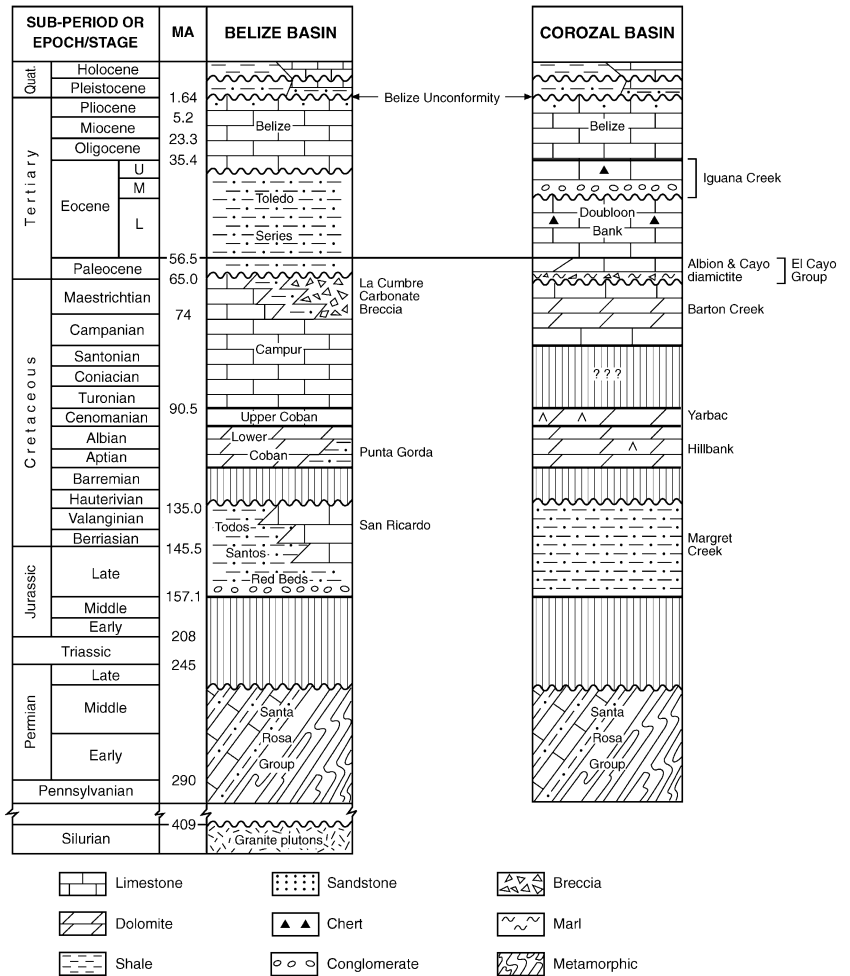 SUB-PERIOD OR
EPOCH/STAGE
MA
BELIZE BASIN
COROZAL BASIN
Quat.
Holocene
Pleistocene
1.64
Belize Unconformity
Tertiary
Pliocene
5.2
Miocene
Belize
Belize
23.3
Oligocene
35.4
Eocene
U
M
L
Iguana Creek
Toledo
Series
Doubloon
Bank
56.5
Paleocene
65.0
Albion & Cayo
diamictite
El Cayo
Group
Cretaceous
Maestrichtian
La Cumbre
Carbonate
Breccia
Barton Creek
74
Campanian
Santonian
Campur
Coniacian
? ? ?
Turonian
90.5
Cenomanian
Upper Coban
Yarbac
Albian
Lower
Aptian
Coban
Punta Gorda
Hillbank
Barremian
Hauterivian
135.0
Valanginian
Todos
San Ricardo
Berriasian
145.5
Santos
Margret
Creek
Jurassic
Late
Red Beds
157.1
Middle
Early
208
Triassic
245
Permian
Late
Middle
Santa
Rosa
Group
Santa
Rosa
Group
Early
290
Pennsylvanian
409
Silurian
Granite plutons
Limestone
Sandstone
Breccia
Dolomite
Chert
Marl
Shale
Conglomerate
Metamorphic